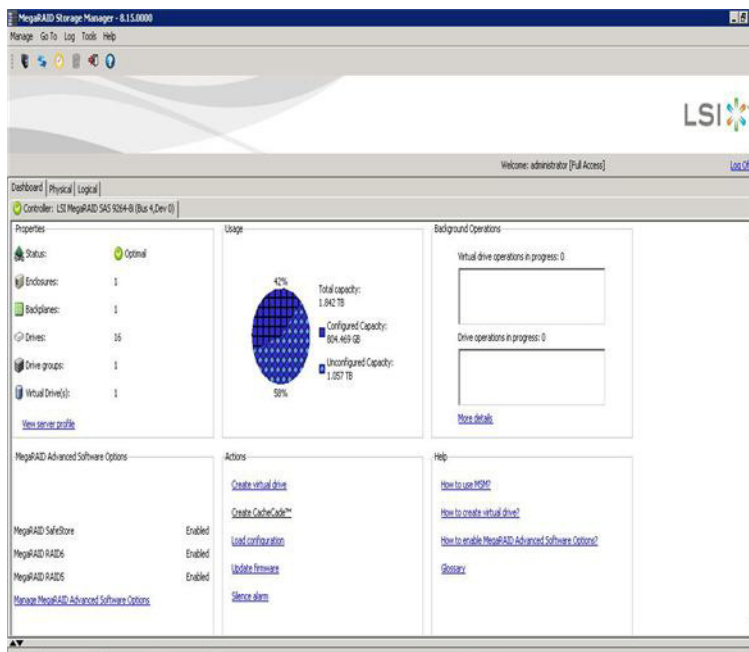 MegaRAID Storage Manager - 8.15.0000
Manage Go To Log Tools Help
LSI
Welcome: administrator [Full Access]
Log Off
Dashboard Physical Logical
Controller: LSI MegaRAID SAS 9264-8i (Bus 4,Dev 0)
Properties
Status: Optimal
Enclosures: 1
Backplanes: 1
Drives: 16
Drive groups: 1
Virtual Drive(s): 1
View server profile
Usage
42%
58%
Total capacity:
1.842 TB
Configured Capacity:
804.469 GB
Unconfigured Capacity:
1.057 TB
Background Operations
Virtual drive operations in progress: 0
Drive operations in progress: 0
More details
MegaRAID Advanced Software Options
MegaRAID SafeStore Enabled
MegaRAID RAID6 Enabled
MegaRAID RAID5 Enabled
Manage MegaRAID Advanced Software Options
Actions
Create virtual drive
Create CacheCade™
Load configuration
Update firmware
Silence alarm
Help
How to use MSM?
How to create virtual drive?
How to enable MegaRAID Advanced Software Options?
Glossary